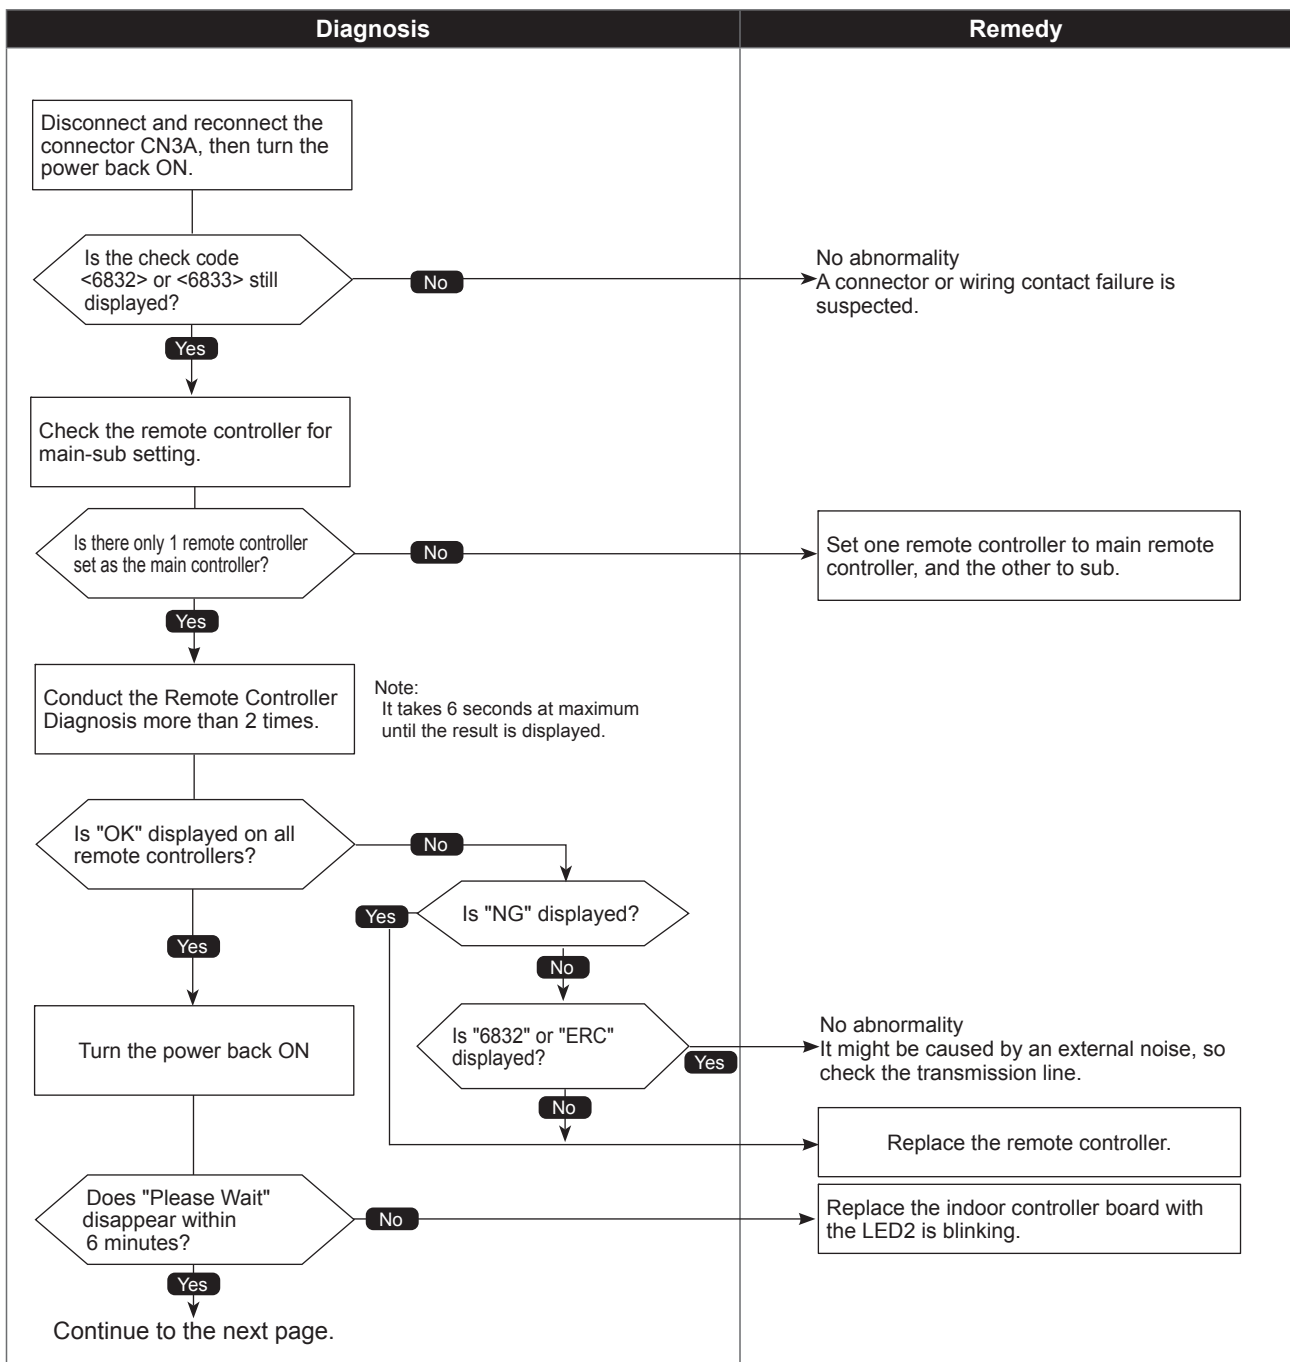 Diagnosis
Remedy
Disconnect and reconnect the
connector CN3A, then turn the
power back ON.
Is the check code
<6832> or <6833> still
displayed?
No
No abnormality
A connector or wiring contact failure is
suspected.
Yes
Check the remote controller for
main-sub setting.
Is there only 1 remote controller
set as the main controller?
No
Set one remote controller to main remote
controller, and the other to sub.
Yes
Conduct the Remote Controller
Diagnosis more than 2 times.
Note:
It takes 6 seconds at maximum
until the result is displayed.
Is "OK" displayed on all
remote controllers?
No
Is "NG" displayed?
Yes
Yes
No
Turn the power back ON
Is "6832" or "ERC"
displayed?
Yes
No abnormality
It might be caused by an external noise, so
check the transmission line.
No
Replace the remote controller.
Does "Please Wait"
disappear within
6 minutes?
No
Replace the indoor controller board with
the LED2 is blinking.
Yes
Continue to the next page.